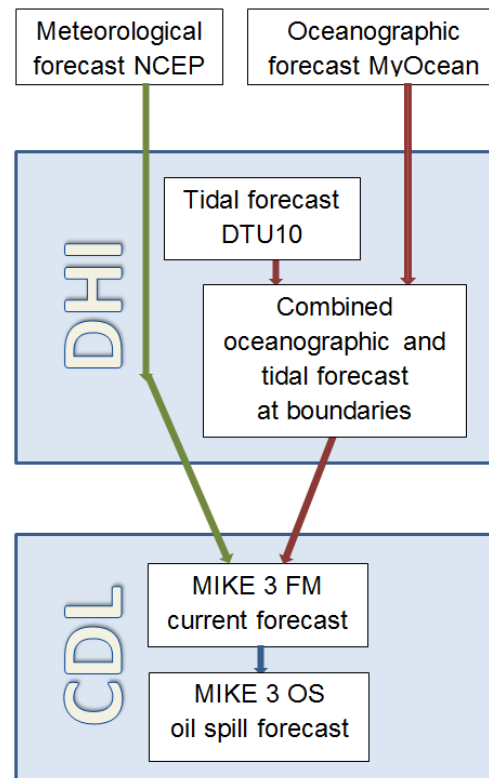 Meteorological
forecast NCEP
Oceanographic
forecast MyOcean
DHI
Tidal forecast
DTU10
Combined
oceanographic and
tidal forecast
at boundaries
CDL
MIKE 3 FM
current forecast
MIKE 3 OS
oil spill forecast